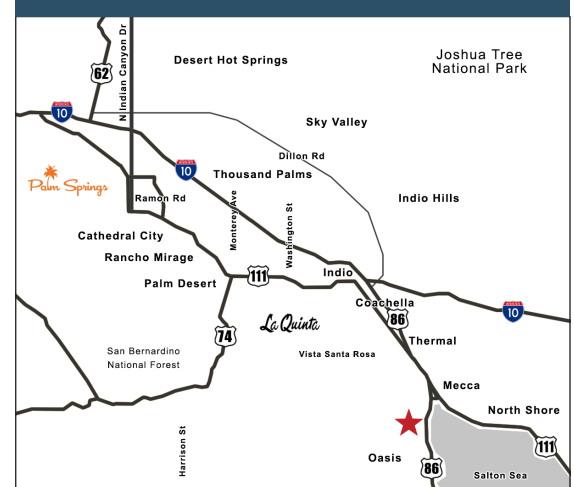 N Indian Canyon Dr
Desert Hot Springs
Joshua Tree
National Park
62
10
Sky Valley
Dillon Rd
10
Thousand Palms
Palm Springs
Ramon Rd
Monterey Ave
Indio Hills
Washington St
Cathedral City
Rancho Mirage
111
Indio
Palm Desert
Coachella
10
La Quinta
86
74
Thermal
San Bernardino
National Forest
Vista Santa Rosa
Mecca
North Shore
Harrison St
111
Oasis
86
Salton Sea